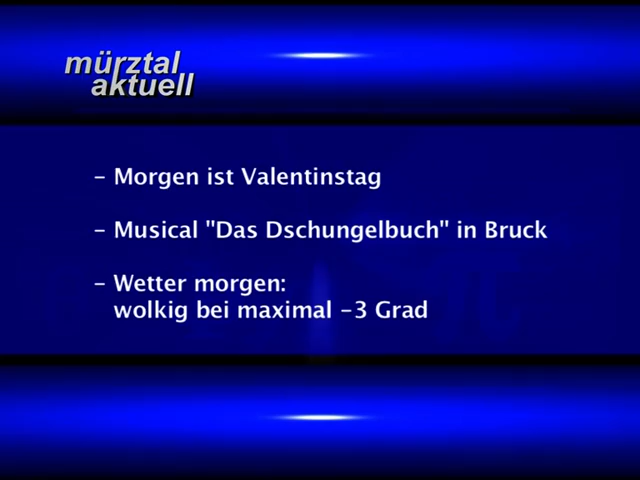 mürztal
aktuell
- Morgen ist Valentinstag
- Musical "Das Dschungelbuch" in Bruck
- Wetter morgen:
wolkig bei maximal -3 Grad